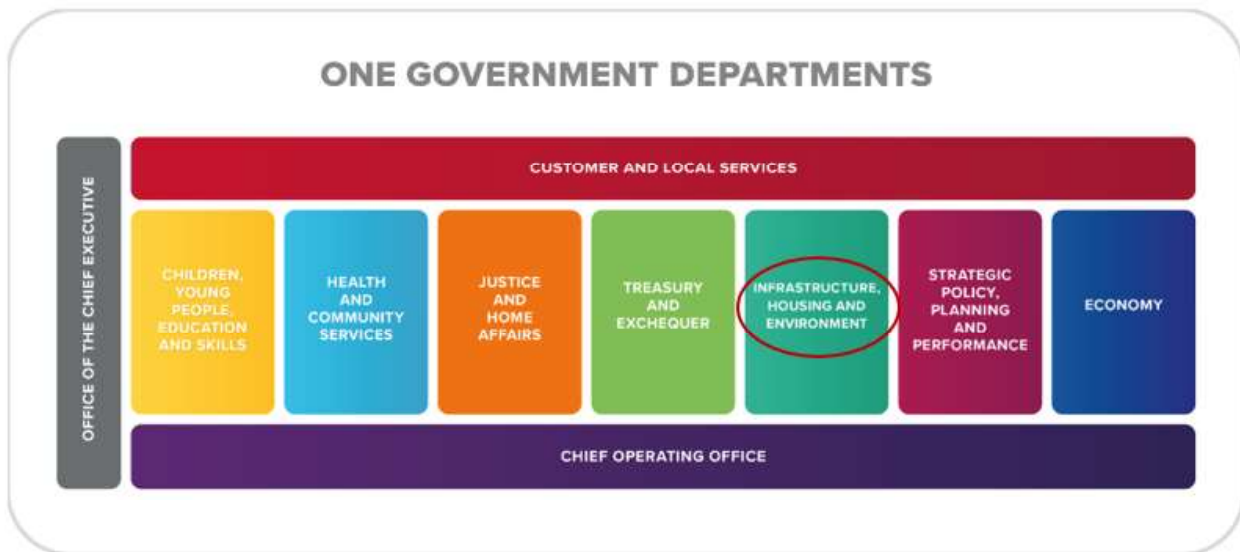 ONE GOVERNMENT DEPARTMENTS
OFFICE OF THE CHIEF EXECUTIVE
CUSTOMER AND LOCAL SERVICES
CHILDREN,
YOUNG
PEOPLE,
EDUCATION
AND SKILLS
HEALTH
AND
COMMUNITY
SERVICES
JUSTICE
AND
HOME
AFFAIRS
TREASURY
AND
EXCHEQUER
INFRASTRUCTURE,
HOUSING AND
ENVIRONMENT
STRATEGIC
POLICY,
PLANNING
AND
PERFORMANCE
ECONOMY
CHIEF OPERATING OFFICE